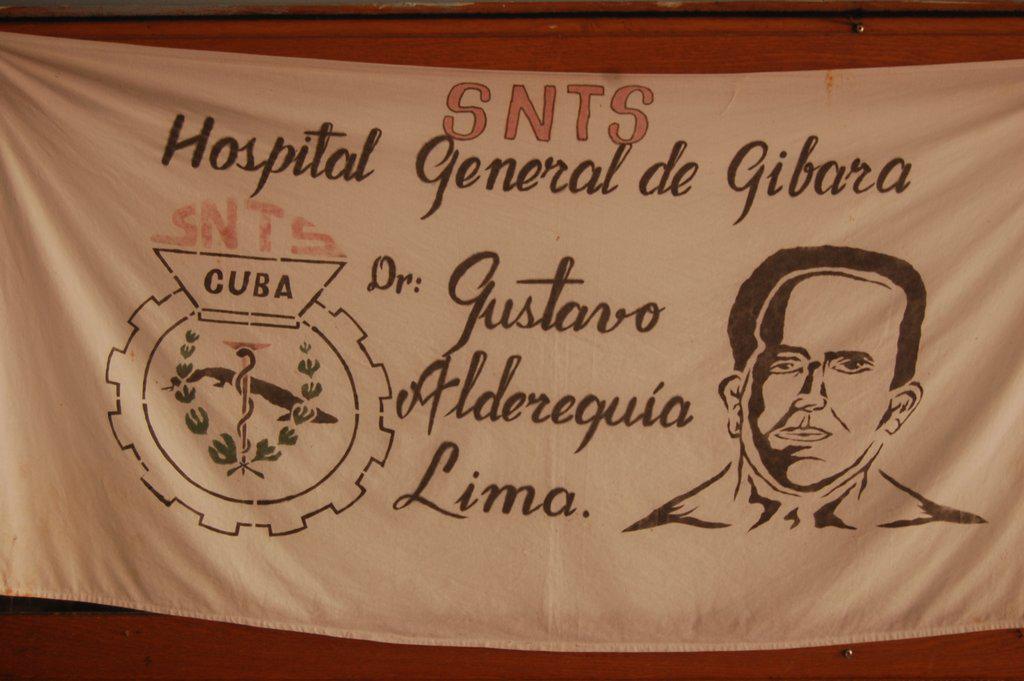 SNTS
Hospital General de Gibara
SNTS
CUBA
Dr: Gustavo
Alderequía
Lima.